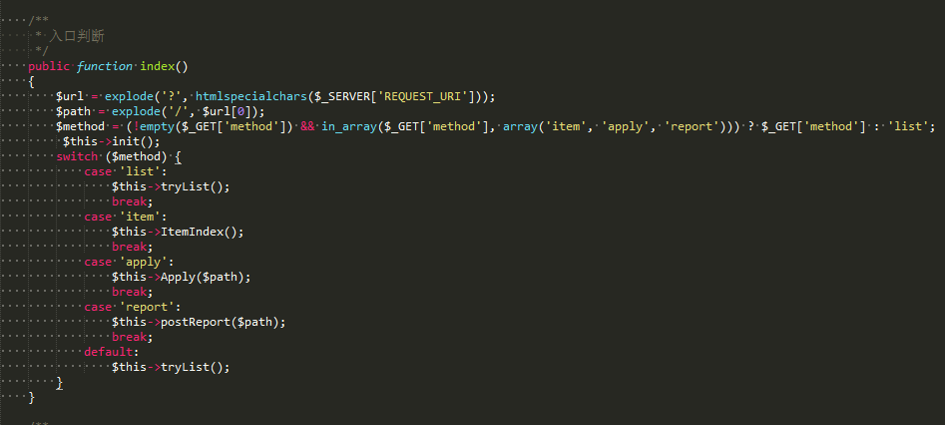 /**
 * 入口判断
 */
public function index()
{
    $url = explode('?', htmlspecialchars($_SERVER['REQUEST_URI']));
    $path = explode('/', $url[0]);
    $method = (!empty($_GET['method']) && in_array($_GET['method'], array('item', 'apply', 'report'))) ? $_GET['method'] : 'list';
     $this->init();
    switch ($method) {
        case 'list':
            $this->tryList();
            break;
        case 'item':
            $this->ItemIndex();
            break;
        case 'apply':
            $this->Apply($path);
            break;
        case 'report':
            $this->postReport($path);
            break;
        default:
            $this->tryList();
    }
}
/**